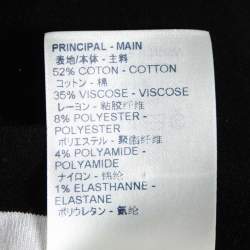 PRINCIPAL - MAIN
表地/本体 - 主料
52% COTON - COTTON
コットン - 棉
35% VISCOSE - VISCOSE
レーヨン - 粘胶纤维
8% POLYESTER -
POLYESTER
ポリエステル - 聚酯纤维
4% POLYAMIDE -
POLYAMIDE
ナイロン - 锦纶
1% ELASTHANNE -
ELASTANE
ポリウレタン - 氨纶